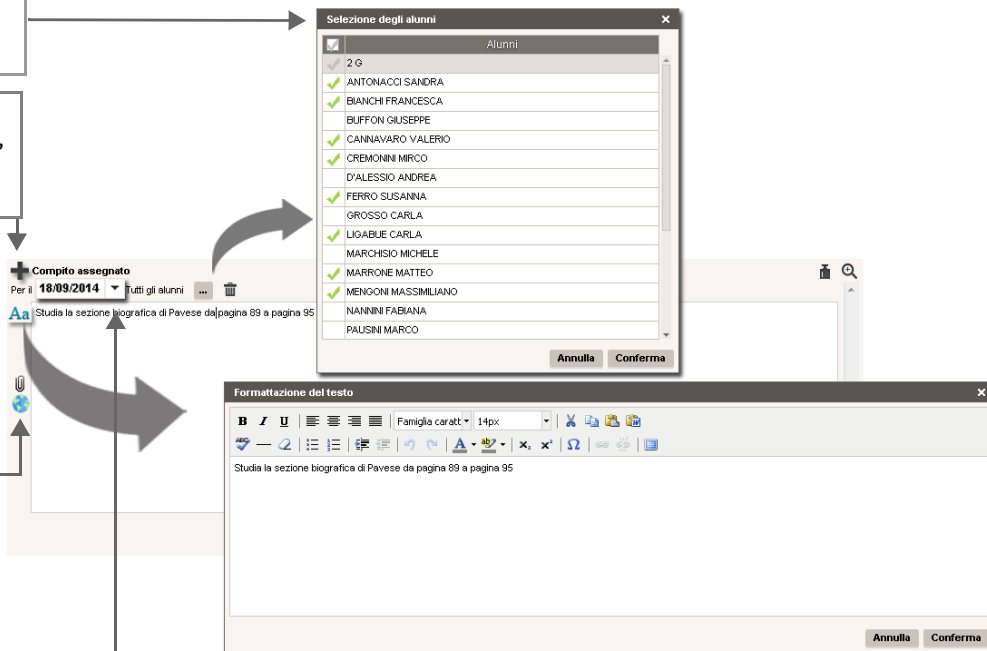 Selezione degli alunni
Alunni
2 G
ANTONACCI SANDRA
BIANCHI FRANCESCA
BUFFON GIUSEPPE
CANNAVARO VALERIO
CREMONINI MIRCO
D'ALESSIO ANDREA
FERRO SUSANNA
GROSSO CARLA
LIGABUE CARLA
MARCHISIO MICHELE
MARRONE MATTEO
MENGONI MASSIMILIANO
NANNINI FABIANA
PAUSINI MARCO
Annulla Conferma
,
Compito assegnato
Per il 18/09/2014 Tutti gli alunni ...
Aa Studia la sezione biografica di Pavese da pagina 89 a pagina 95
Formattazione del testo
B I U Famiglia caratt 14px
ABC A ab x, x² Ω
Studia la sezione biografica di Pavese da pagina 89 a pagina 95
Annulla Conferma